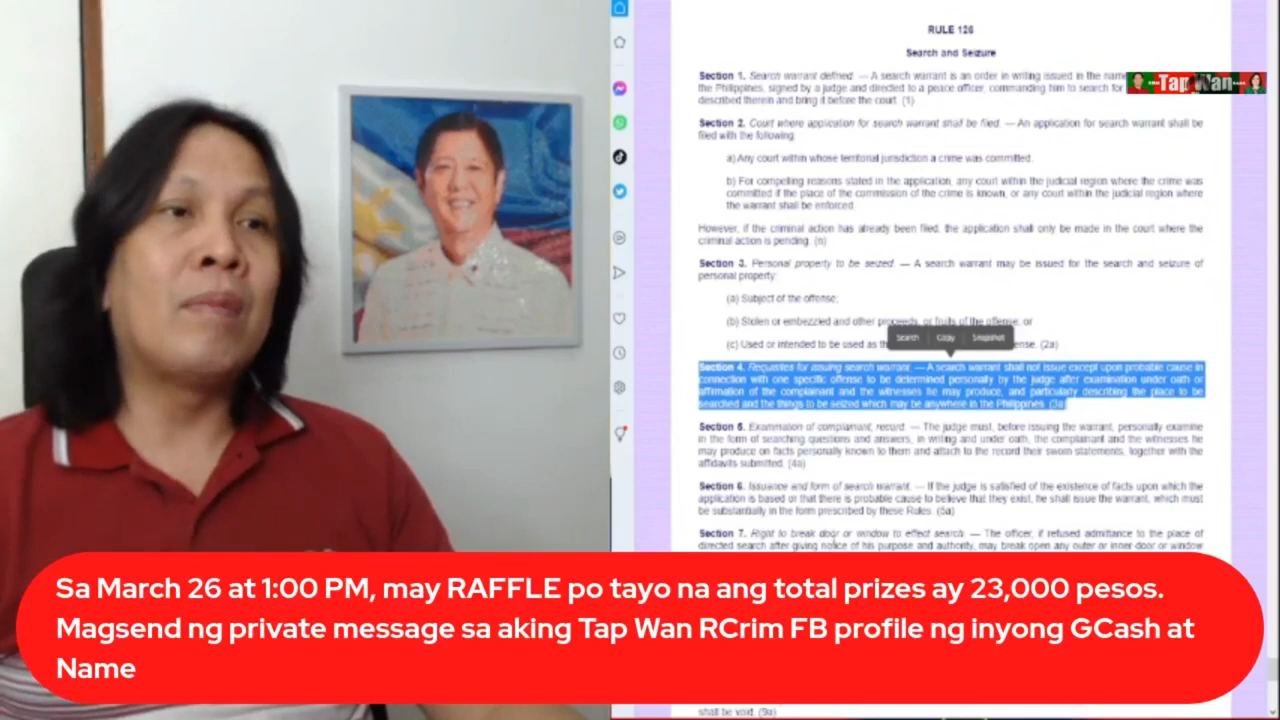 RULE 126
Search and Seizure
Section 1. Search warrant defined. — A search warrant is an order in writing issued in the name
Tap Wan
the Philippines, signed by a judge and directed to a peace officer, commanding him to search for
described therein and bring it before the court. (1)
Section 2. Court where application for search warrant shall be filed. — An application for search warrant shall be
filed with the following:
a) Any court within whose territorial jurisdiction a crime was committed.
b) For compelling reasons stated in the application, any court within the judicial region where the crime was
committed if the place of the commission of the crime is known, or any court within the judicial region where
the warrant shall be enforced.
However, if the criminal action has already been filed, the application shall only be made in the court where the
criminal action is pending. (n)
Section 3. Personal property to be seized. — A search warrant may be issued for the search and seizure of
personal property:
(a) Subject of the offense;
(b) Stolen or embezzled and other proceeds, or fruits of the offense; or
Search Copy Snapshot
(c) Used or intended to be used as th ense. (2a)
Section 4. Requisites for issuing search warrant. — A search warrant shall not issue except upon probable cause in
connection with one specific offense to be determined personally by the judge after examination under oath or
affirmation of the complainant and the witnesses he may produce, and particularly describing the place to be
searched and the things to be seized which may be anywhere in the Philippines. (3a)
Section 5. Examination of complainant; record. — The judge must, before issuing the warrant, personally examine
in the form of searching questions and answers, in writing and under oath, the complainant and the witnesses he
may produce on facts personally known to them and attach to the record their sworn statements, together with the
affidavits submitted. (4a)
Section 6. Issuance and form of search warrant. — If the judge is satisfied of the existence of facts upon which the
application is based or that there is probable cause to believe that they exist, he shall issue the warrant, which must
be substantially in the form prescribed by these Rules. (5a)
Section 7. Right to break door or window to effect search. — The officer, if refused admittance to the place of
directed search after giving notice of his purpose and authority, may break open any outer or inner door or window
Sa March 26 at 1:00 PM, may RAFFLE po tayo na ang total prizes ay 23,000 pesos.
Magsend ng private message sa aking Tap Wan RCrim FB profile ng inyong GCash at
Name
shall be void. (9a)